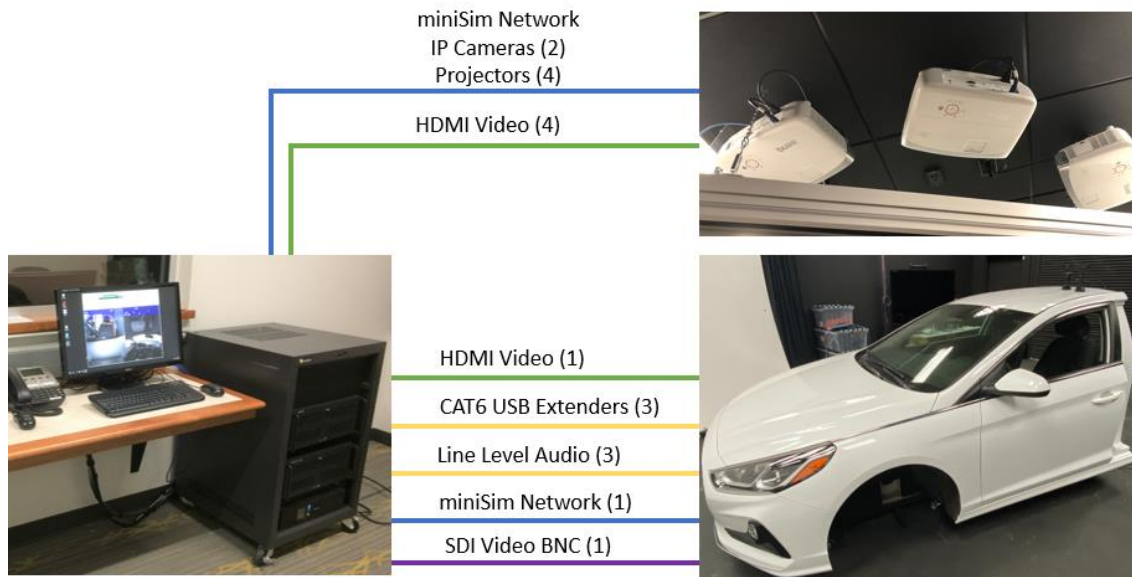 miniSim Network
IP Cameras (2)
Projectors (4)
HDMI Video (4)
BenQ
HDMI Video (1)
CAT6 USB Extenders (3)
Line Level Audio (3)
miniSim Network (1)
SDI Video BNC (1)